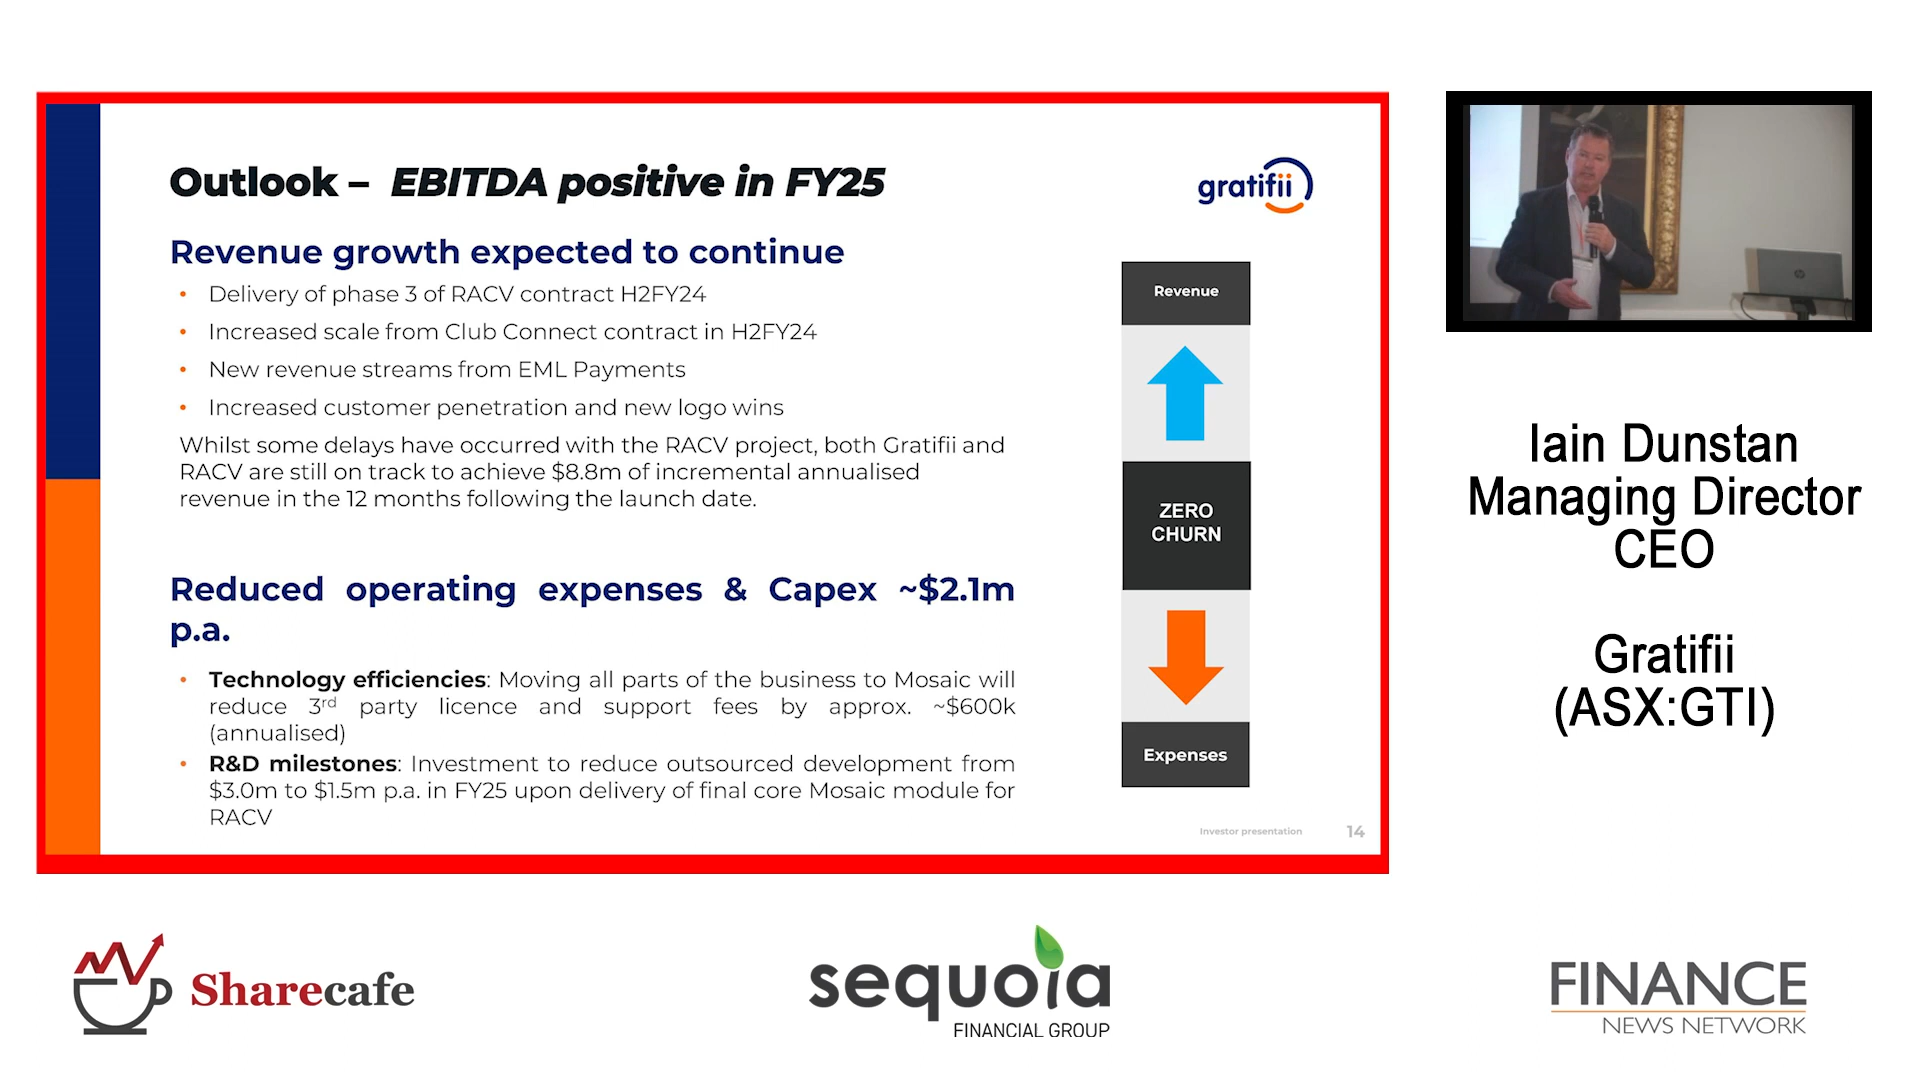 Outlook – EBITDA positive in FY25
gratifii
Revenue growth expected to continue
• Delivery of phase 3 of RACV contract H2FY24
• Increased scale from Club Connect contract in H2FY24
• New revenue streams from EML Payments
• Increased customer penetration and new logo wins
Whilst some delays have occurred with the RACV project, both Gratifii and
RACV are still on track to achieve $8.8m of incremental annualised
revenue in the 12 months following the launch date.
Reduced operating expenses & Capex ~$2.1m
p.a.
• Technology efficiencies: Moving all parts of the business to Mosaic will
reduce 3rd party licence and support fees by approx. ~$600k
(annualised)
• R&D milestones: Investment to reduce outsourced development from
$3.0m to $1.5m p.a. in FY25 upon delivery of final core Mosaic module for
RACV
Revenue
ZERO
CHURN
Expenses
Investor presentation 14
hp
Iain Dunstan
Managing Director
CEO
Gratifii
(ASX:GTI)
Sharecafe
sequoia
FINANCIAL GROUP
FINANCE
NEWS NETWORK